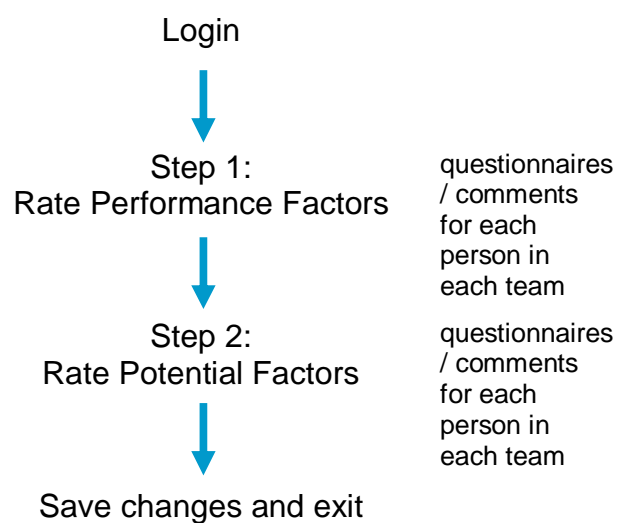 Login
Step 1:
Rate Performance Factors
questionnaires
/ comments
for each
person in
each team
Step 2:
Rate Potential Factors
questionnaires
/ comments
for each
person in
each team
Save changes and exit